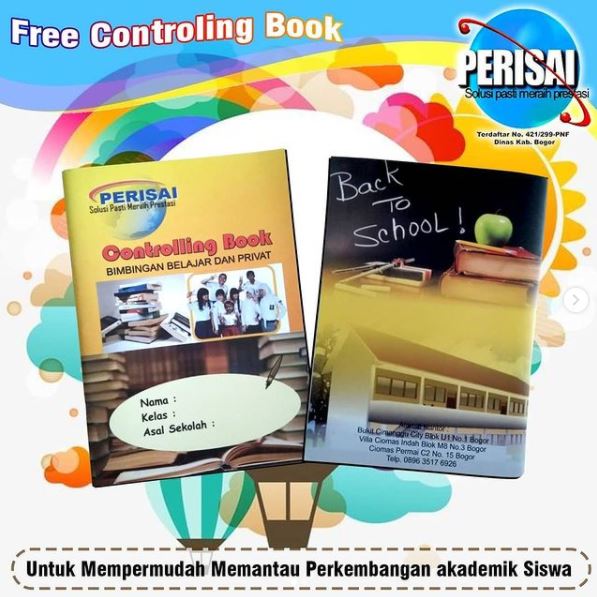 Free Controling Book
PERISAI
Solusi pasti meraih prestasi
Terdaftar No. 421/299-PNF
Dinas Kab. Bogor
PERISAI
Solusi Pasti Meraih Prestasi
Controlling Book
BIMBINGAN BELAJAR DAN PRIVAT
Nama :
Kelas :
Asal Sekolah :
Back
To
School!
Alamat Kantor :
Bukit Cimanggu City Blok U1 No.1 Bogor
Villa Ciomas Indah Blok M8 No.3 Bogor
Ciomas Permai C2 No. 15 Bogor
Telp. 0896 3517 6926
Untuk Mempermudah Memantau Perkembangan akademik Siswa